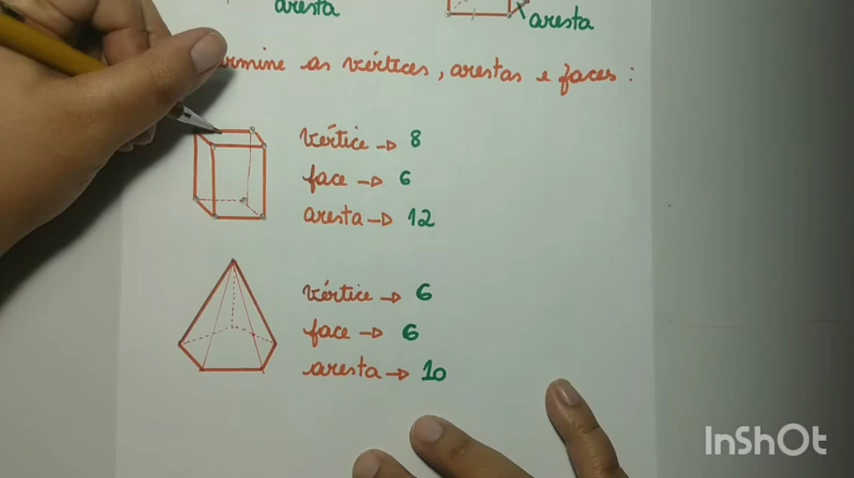 aresta
aresta
ermine as vértices, arestas e faces:
vértice → 8
face → 6
aresta → 12
vértice → 6
face → 6
aresta → 10
InShOt